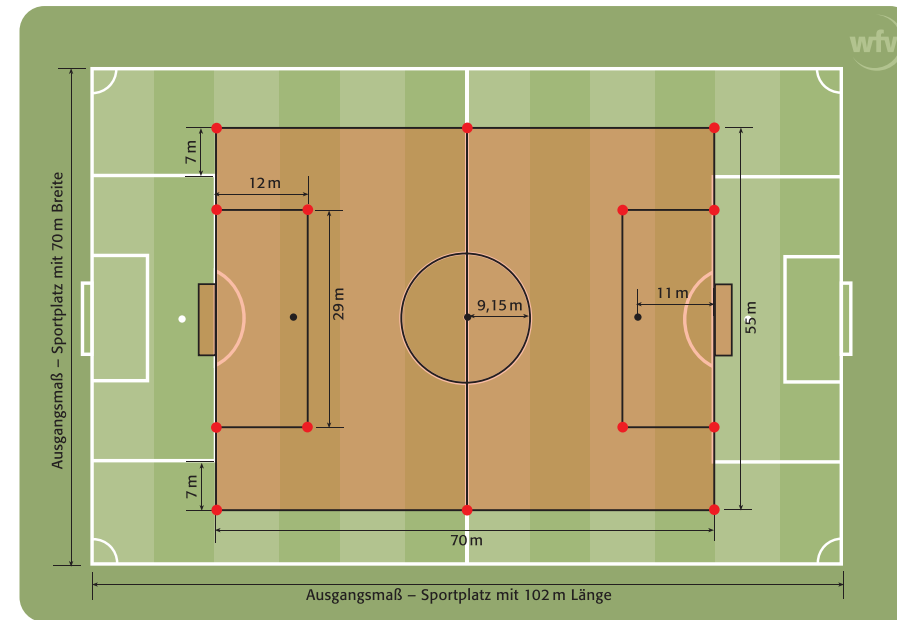 wfv
7 m
12 m
Ausgangsmaß – Sportplatz mit 70 m Breite
29 m
9,15 m
11 m
55 m
7 m
70 m
Ausgangsmaß – Sportplatz mit 102 m Länge